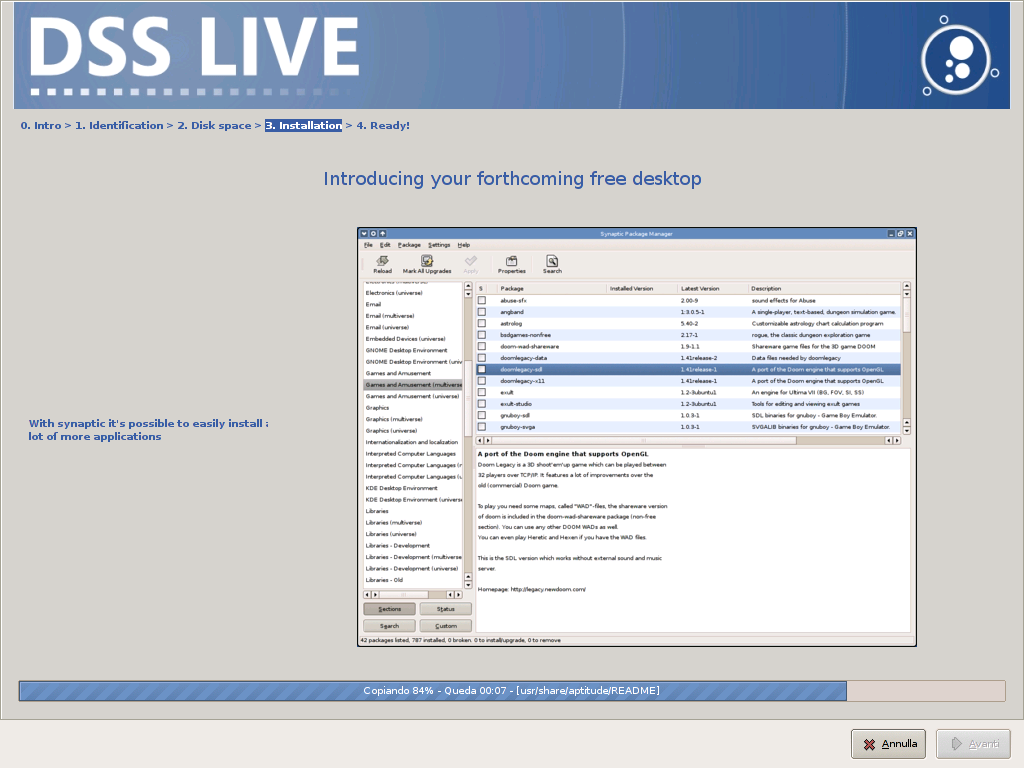 DSS LIVE
0. Intro > 1. Identification > 2. Disk space > 3. Installation > 4. Ready!
Introducing your forthcoming free desktop
With synaptic it's possible to easily install
lot of more applications
Synaptic Package Manager
File Edit Package Settings Help
Reload Mark All Upgrades Apply Properties Search
Electronics (universe)
Email
Email (multiverse)
Email (universe)
Embedded Devices (universe)
GNOME Desktop Environment
GNOME Desktop Environment (univ
Games and Amusement
Games and Amusement (multiverse
Games and Amusement (universe)
Graphics
Graphics (multiverse)
Graphics (universe)
Internationalization and localization
Interpreted Computer Languages
Interpreted Computer Languages (
Interpreted Computer Languages (
KDE Desktop Environment
KDE Desktop Environment (universe
Libraries
Libraries (multiverse)
Libraries (universe)
Libraries - Development
Libraries - Development (multiverse
Libraries - Development (universe)
Libraries - Old
Sections Status
Search Custom
S Package Installed Version Latest Version Description
abuse-sfx 2.00-9 sound effects for Abuse
angband 1:3.0.5-1 A single-player, text-based, dungeon simulation game.
astrolog 5.40-2 Customizable astrology chart calculation program
bsdgames-nonfree 2.17-1 rogue, the classic dungeon exploration game
doom-wad-shareware 1.9-1.1 Shareware game files for the 3D game DOOM
doomlegacy-data 1.41release-2 Data files needed by doomlegacy
doomlegacy-sdl 1.41release-1 A port of the Doom engine that supports OpenGL
doomlegacy-x11 1.41release-1 A port of the Doom engine that supports OpenGL
exult 1.2-3ubuntu1 An engine for Ultima VII (BG, FOV, SI, SS)
exult-studio 1.2-3ubuntu1 Tools for editing and viewing exult games
gnuboy-sdl 1.0.3-1 SDL binaries for gnuboy - Game Boy Emulator.
gnuboy-svga 1.0.3-1 SVGALIB binaries for gnuboy - Game Boy Emulator.
A port of the Doom engine that supports OpenGL
Doom Legacy is a 3D shoot'em'up game which can be played between
32 players over TCP/IP. It features a lot of improvements over the
old (commercial) Doom game.
To play you need some maps, called "WAD"-files, the shareware version
of doom is included in the doom-wad-shareware package (non-free
section). You can use any other DOOM WADs as well.
You can even play Heretic and Hexen if you have the WAD files.
This is the SDL version which works without external sound and music
server.
Homepage: http://legacy.newdoom.com/
42 packages listed, 787 installed, 0 broken. 0 to install/upgrade, 0 to remove
Copiando 84% - Queda 00:07 - [usr/share/aptitude/README]
Annulla Avanti